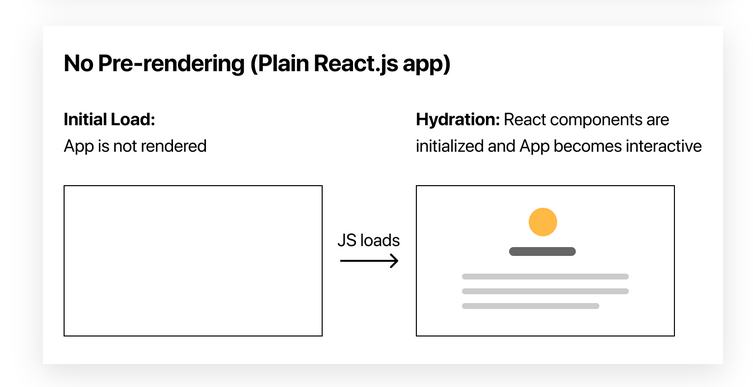 No Pre-rendering (Plain React.js app)
Initial Load:
App is not rendered
Hydration: React components are
initialized and App becomes interactive
JS loads